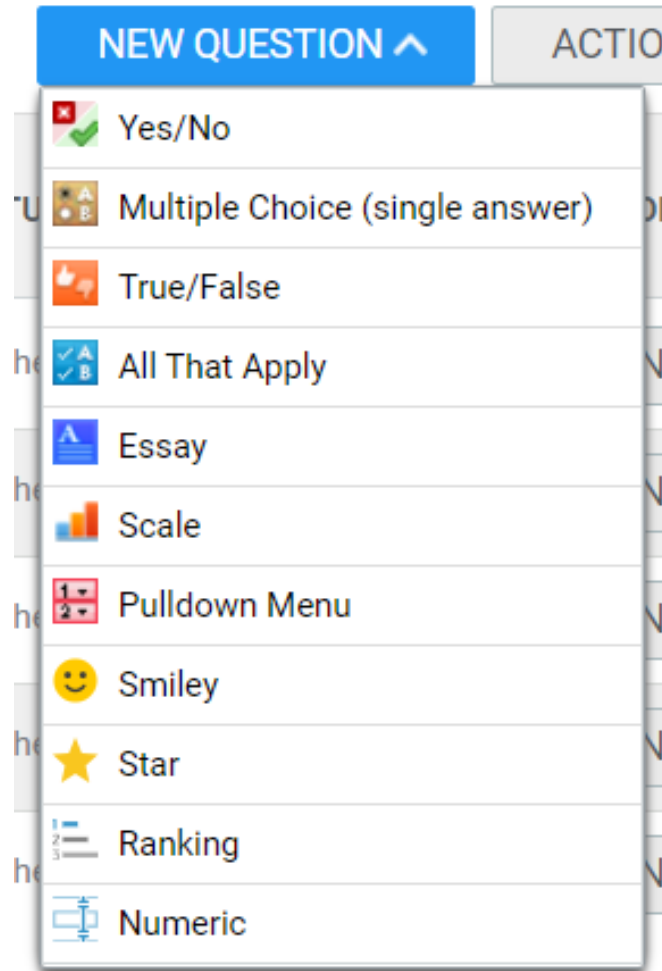 NEW QUESTION
Yes/No
Multiple Choice (single answer)
True/False
All That Apply
Essay
Scale
Pulldown Menu
Smiley
Star
Ranking
Numeric